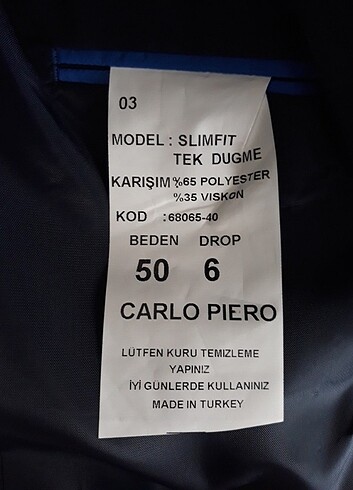 03
MODEL : SLIMFIT
TEK DUGME
KARIŞIM %65 POLYESTER
%35 VISKON
KOD :68065-40
BEDEN DROP
50 6
CARLO PIERO
LÜTFEN KURU TEMIZLEME
YAPINIZ
İYİ GÜNLERDE KULLANINIZ
MADE IN TURKEY